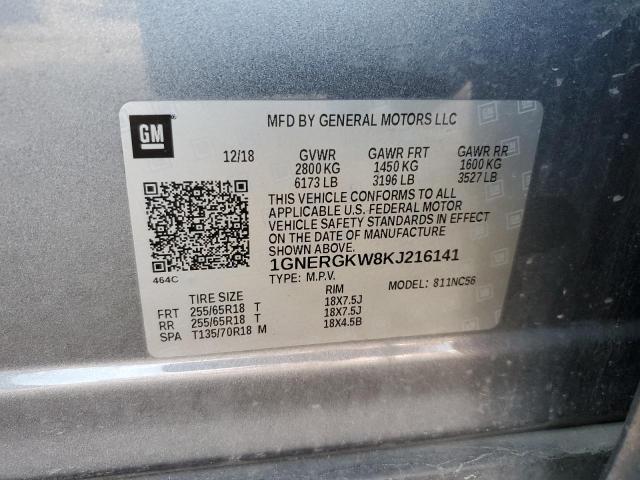 GM
MFD BY GENERAL MOTORS LLC
12/18 GVWR GAWR FRT GAWR RR
2800 KG 1450 KG 1600 KG
6173 LB 3196 LB 3527 LB
THIS VEHICLE CONFORMS TO ALL
APPLICABLE U.S. FEDERAL MOTOR
VEHICLE SAFETY STANDARDS IN EFFECT
ON THE DATE OF MANUFACTURE
SHOWN ABOVE.
464C
1GNERGKW8KJ216141
TYPE: M.P.V. MODEL: 811NC56
TIRE SIZE RIM
FRT 255/65R18 T 18X7.5J
RR 255/65R18 T 18X7.5J
SPA T135/70R18 M 18X4.5B